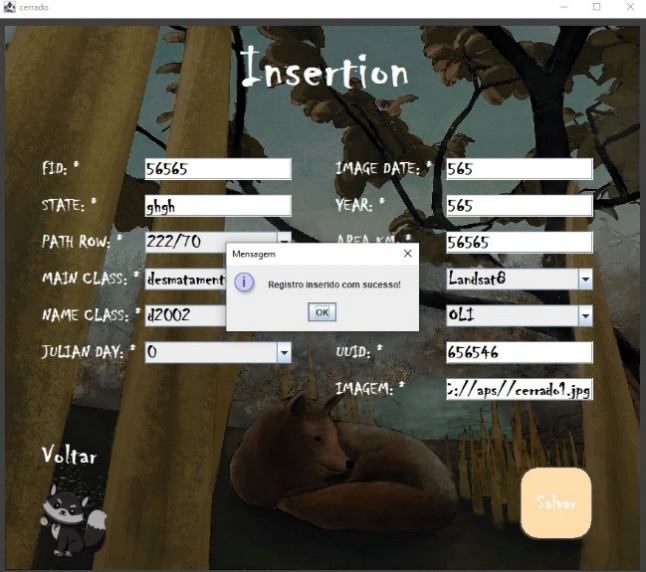 cerrado
Insertion
FID: * 56565 IMAGE DATE: * 565
STATE: * ghgh YEAR: * 565
PATH ROW: * 222/70 AREA KM: * 56565
MAIN CLASS: * desmatament Landsat8
NAME CLASS: * d2002 OLI
JULIAN DAY: * 0 UUID: * 656546
IMAGEM: * ://aps//cerrado1.jpg
Mensagem
Registro inserido com sucesso!
OK
Voltar
Salvar